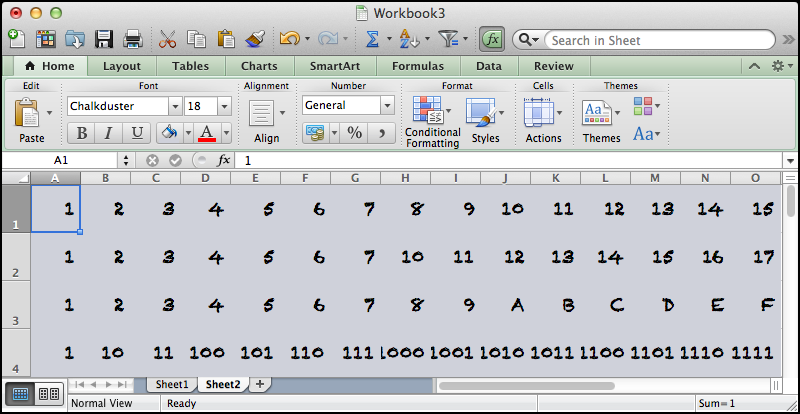 Workbook3
Search in Sheet
Home Layout Tables Charts SmartArt Formulas Data Review
Edit Font Alignment Number Format Cells Themes
Chalkduster 18 General
Paste B I U A Align % , Conditional Formatting Styles Actions Aa Themes Aa
A1 fx 1
A B C D E F G H I J K L M N O
1 1 2 3 4 5 6 7 8 9 10 11 12 13 14 15
2 1 2 3 4 5 6 7 10 11 12 13 14 15 16 17
3 1 2 3 4 5 6 7 8 9 A B C D E F
4 1 10 11 100 101 110 111 1000 1001 1010 1011 1100 1101 1110 1111
Sheet1 Sheet2 +
Normal View Ready Sum=1